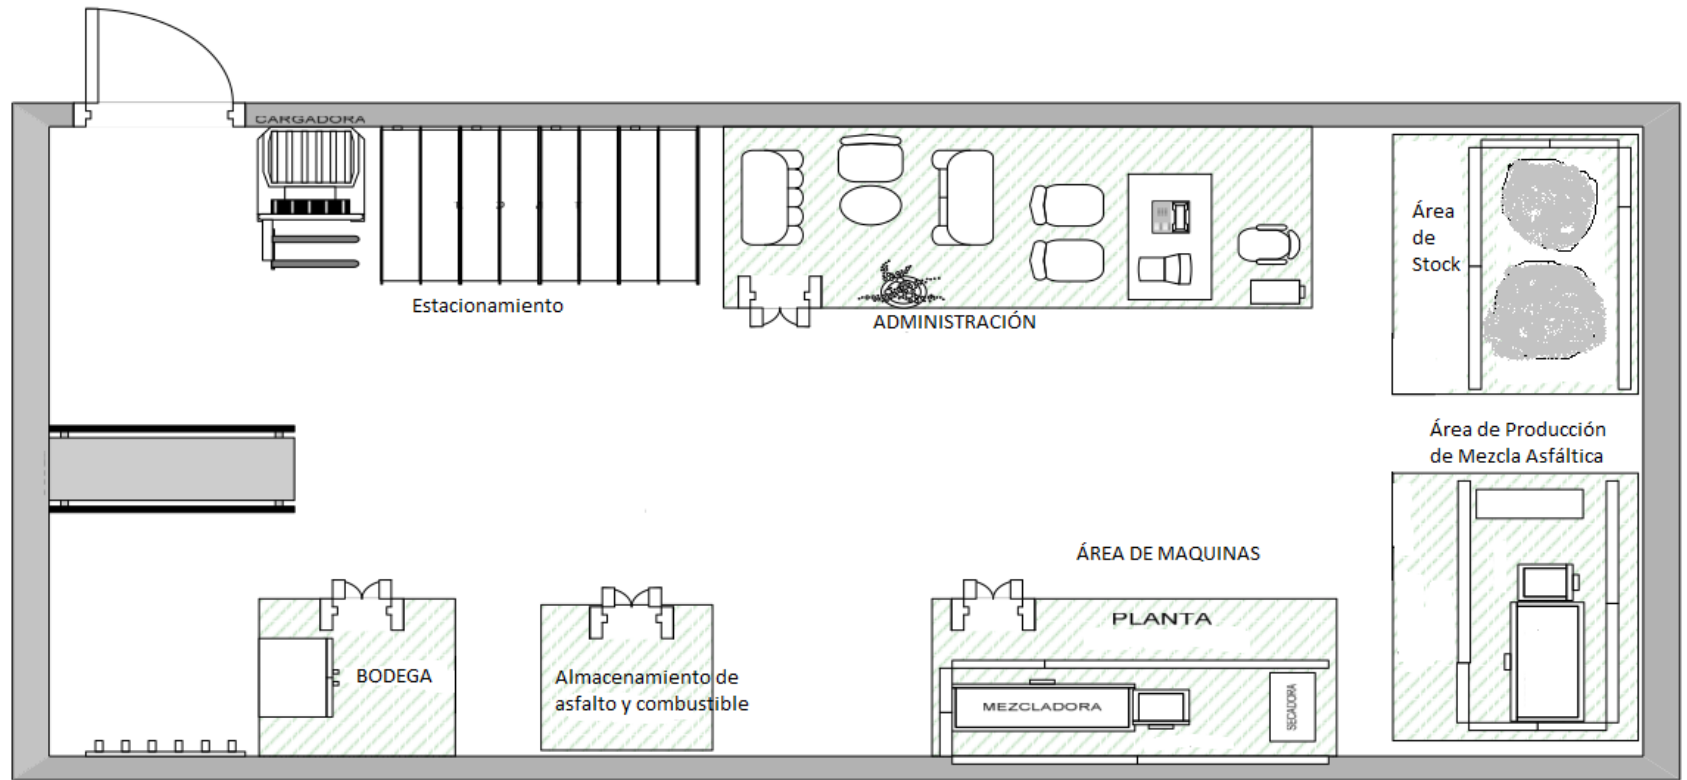 CARGADORA
Estacionamiento
ADMINISTRACIÓN
Área
de
Stock
Área de Producción
de Mezcla Asfáltica
ÁREA DE MAQUINAS
PLANTA
MEZCLADORA
SECADORA
BODEGA
Almacenamiento de
asfalto y combustible